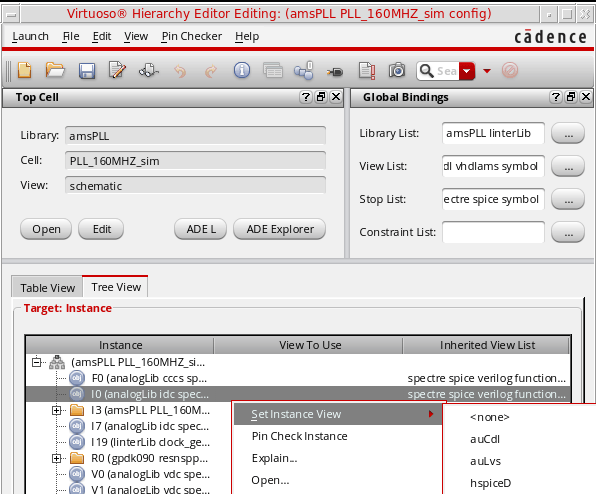 Virtuoso® Hierarchy Editor Editing: (amsPLL PLL_160MHZ_sim config)
Launch File Edit View Pin Checker Help
cādence
Sea
Top Cell
Library: amsPLL
Cell: PLL_160MHZ_sim
View: schematic
Open Edit ADE L ADE Explorer
Global Bindings
Library List: amsPLL linterLib ...
View List: dl vhdlams symbol ...
Stop List: ectre spice symbol ...
Constraint List: ...
Table View Tree View
Target: Instance
Instance View To Use Inherited View List
(amsPLL PLL_160MHZ_si...
F0 (analogLib cccs sp... spectre spice verilog function...
I0 (analogLib idc spec... spectre spice verilog function...
I3 (amsPLL PLL_160M...
I7 (analogLib idc spec...
I19 (linterLib clock_ge...
R0 (gpdk090 resnspp...
V0 (analogLib vdc spe...
V1 (analogLib vdc spe...
Set Instance View
Pin Check Instance
Explain...
Open...
<none>
auCdl
auLvs
hspiceD